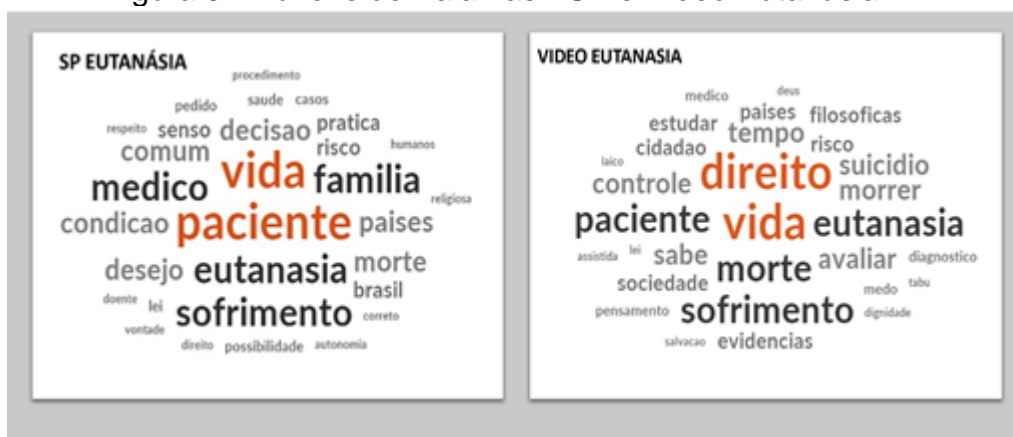 SP EUTANÁSIA
procedimento
pedido saude casos
respeito senso decisao pratica
comum risco humanos
medico vida familia
religiosa
condicao paciente paises
desejo eutanasia morte
brasil
doente lei sofrimento correto
vontade
direito possibilidade autonomia
VIDEO EUTANASIA
medico deus
estudar paises filosoficas
cidadao tempo risco
laico controle direito suicidio
morrer
paciente vida eutanasia
assistida lei sabe morte avaliar diagnostico
sociedade medo tabu
pensamento sofrimento dignidade
salvacao evidencias